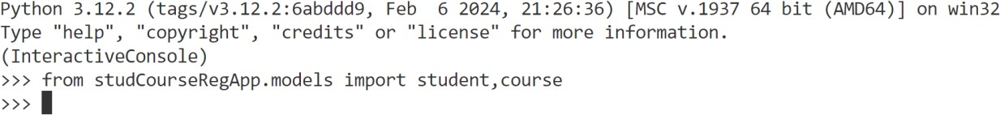 Python 3.12.2 (tags/v3.12.2:6abddd9, Feb  6 2024, 21:26:36) [MSC v.1937 64 bit (AMD64)] on win32
Type "help", "copyright", "credits" or "license" for more information.
(InteractiveConsole)
>>> from studCourseRegApp.models import student,course
>>>